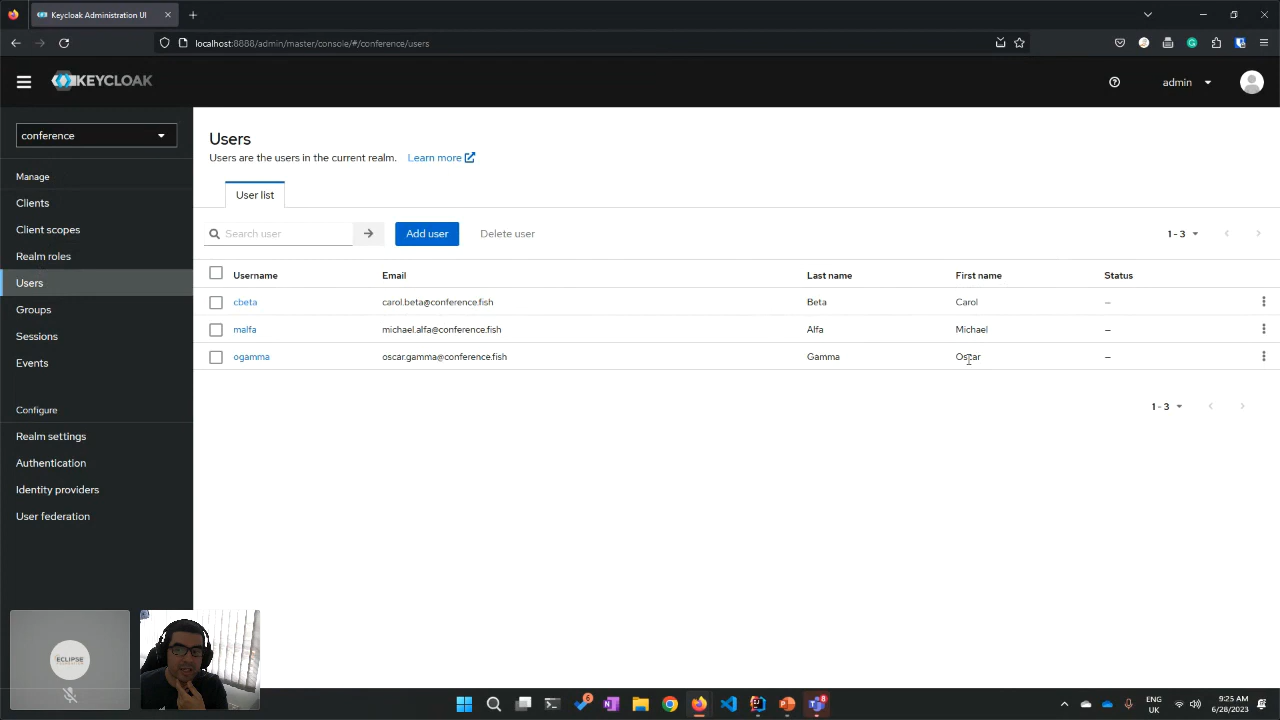 Keycloak Administration UI
localhost:8888/admin/master/console/#/conference/users
KEYCLOAK
admin
conference
Manage
Clients
Client scopes
Realm roles
Users
Groups
Sessions
Events
Configure
Realm settings
Authentication
Identity providers
User federation
Users
Users are the users in the current realm. Learn more
User list
Search user
Add user
Delete user
1 - 3
Username Email Last name First name Status
cbeta carol.beta@conference.fish Beta Carol –
malfa michael.alfa@conference.fish Alfa Michael –
ogamma oscar.gamma@conference.fish Gamma Oscar –
1 - 3
ECLIPSE
FOUNDATION
6
8
ENG
UK
9:25 AM
6/28/2023